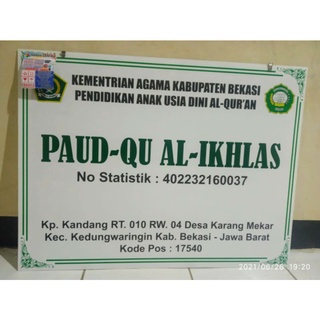 KEMENTRIAN AGAMA KABUPATEN BEKASI
PENDIDIKAN ANAK USIA DINI AL-QUR'AN
PAUD-QU AL-IKHLAS
No Statistik : 402232160037
Kp. Kandang RT. 010 RW. 04 Desa Karang Mekar
Kec. Kedungwaringin Kab. Bekasi - Jawa Barat
Kode Pos : 17540
2021/06/26 19:20